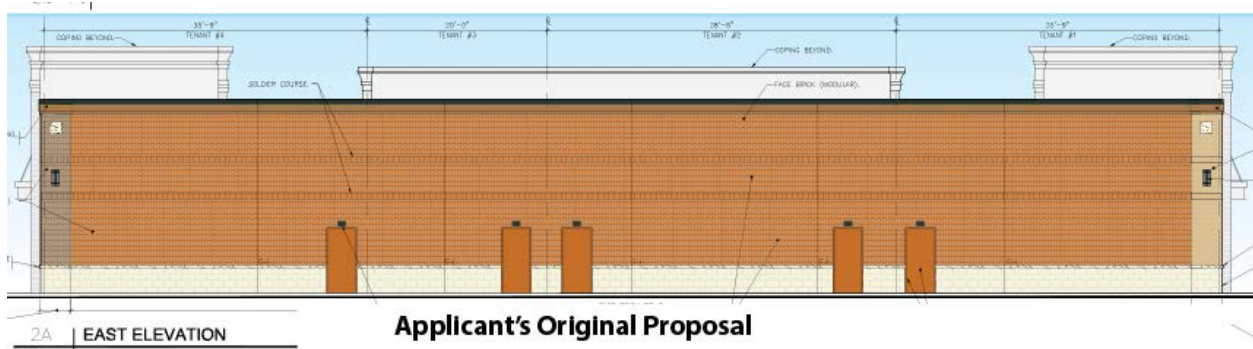 TENANT #4
TENANT #3
TENANT #2
TENANT #1
COPING BEYOND.
COPING BEYOND.
COPING BEYOND.
SOLDIER COURSE.
FACE BRICK (MODULAR).
2A EAST ELEVATION
Applicant's Original Proposal